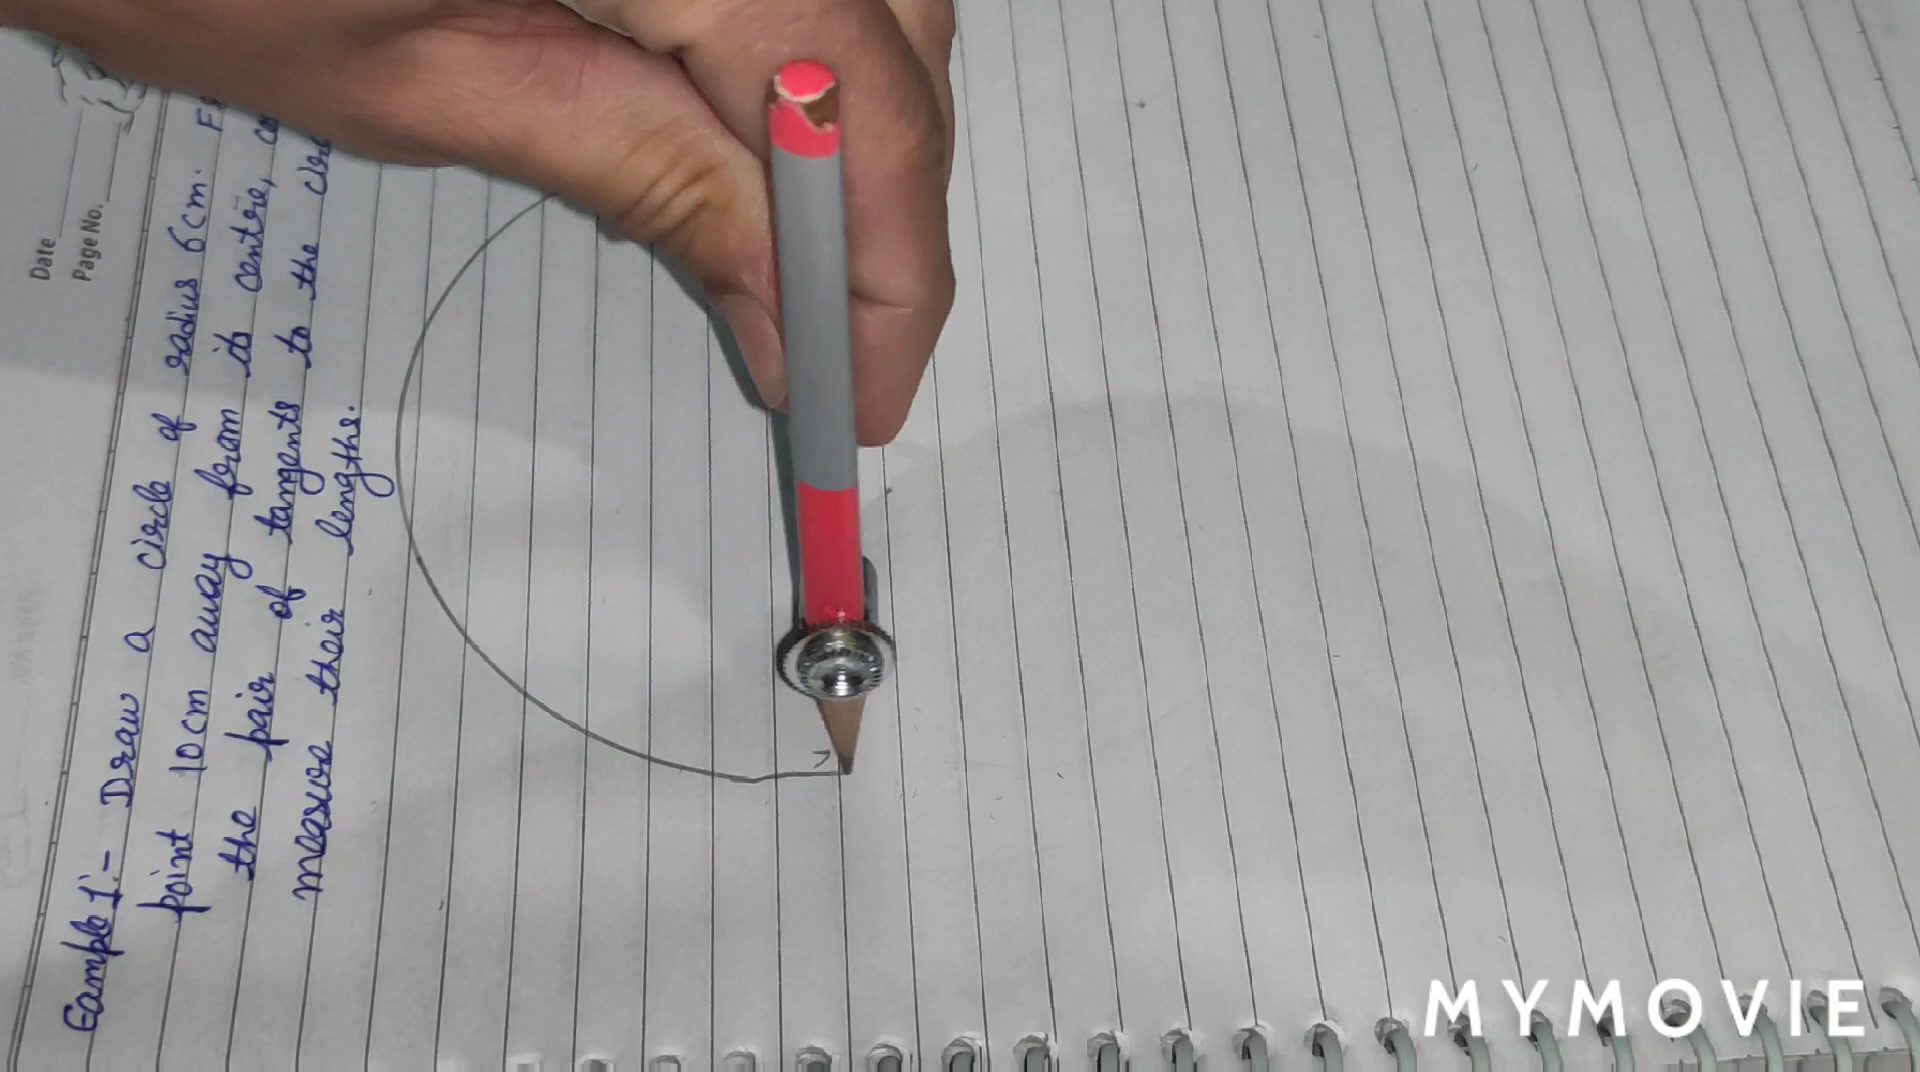 Date
Page No.
Example 1:- Draw a circle of radius 6cm.
point 10cm away from its centre,
the pair of tangents to the
measure their lengths.
MYMOVIE